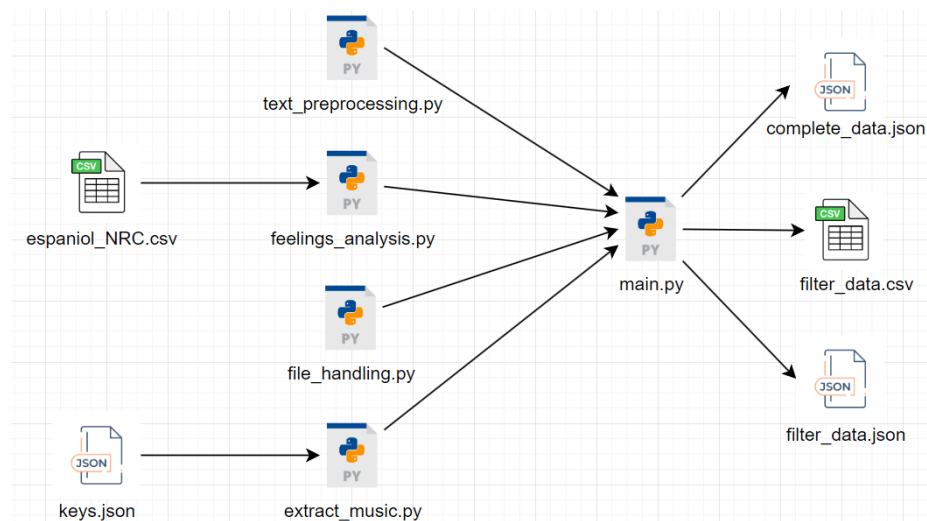 PY
text_preprocessing.py
JSON
complete_data.json
CSV
espaniol_NRC.csv
PY
feelings_analysis.py
PY
main.py
CSV
filter_data.csv
PY
file_handling.py
JSON
filter_data.json
JSON
keys.json
PY
extract_music.py